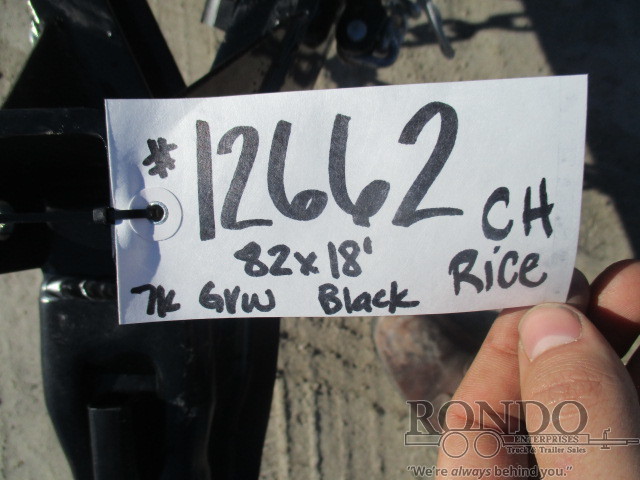 *12662
CH
82x18' Rice
7K GVW Black
RONDO
ENTERPRISES
Truck & Trailer Sales
"We're always behind you."